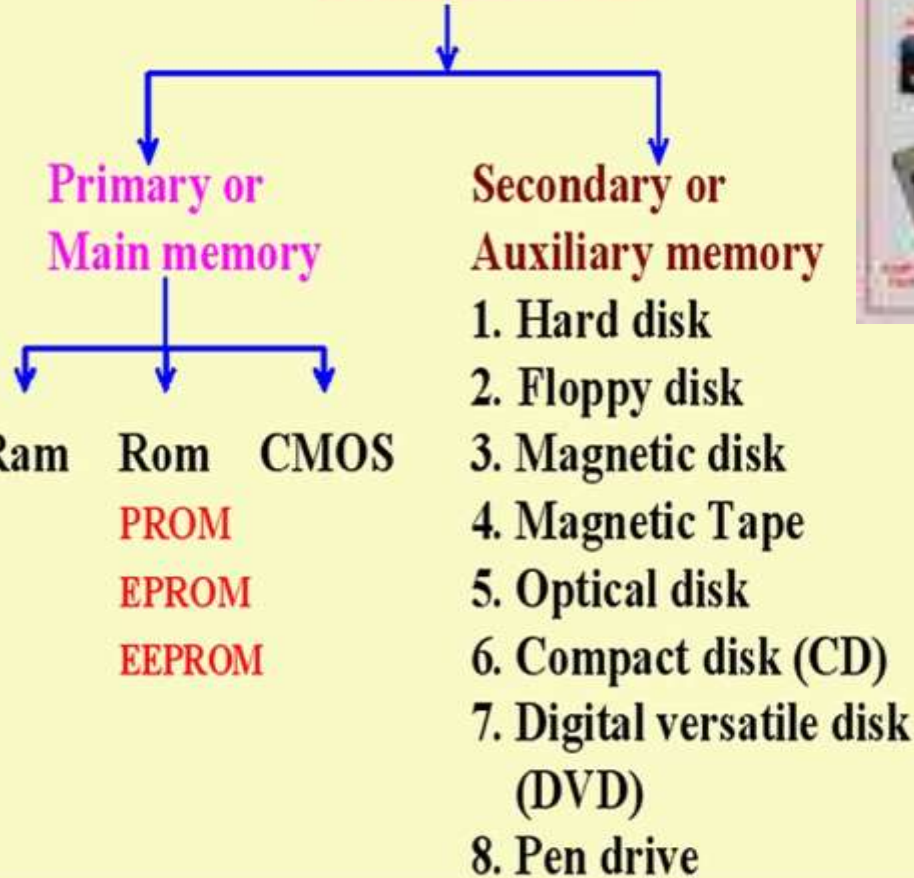 Primary or
Main memory
Ram Rom CMOS
PROM
EPROM
EEPROM
Secondary or
Auxiliary memory
1. Hard disk
2. Floppy disk
3. Magnetic disk
4. Magnetic Tape
5. Optical disk
6. Compact disk (CD)
7. Digital versatile disk
(DVD)
8. Pen drive